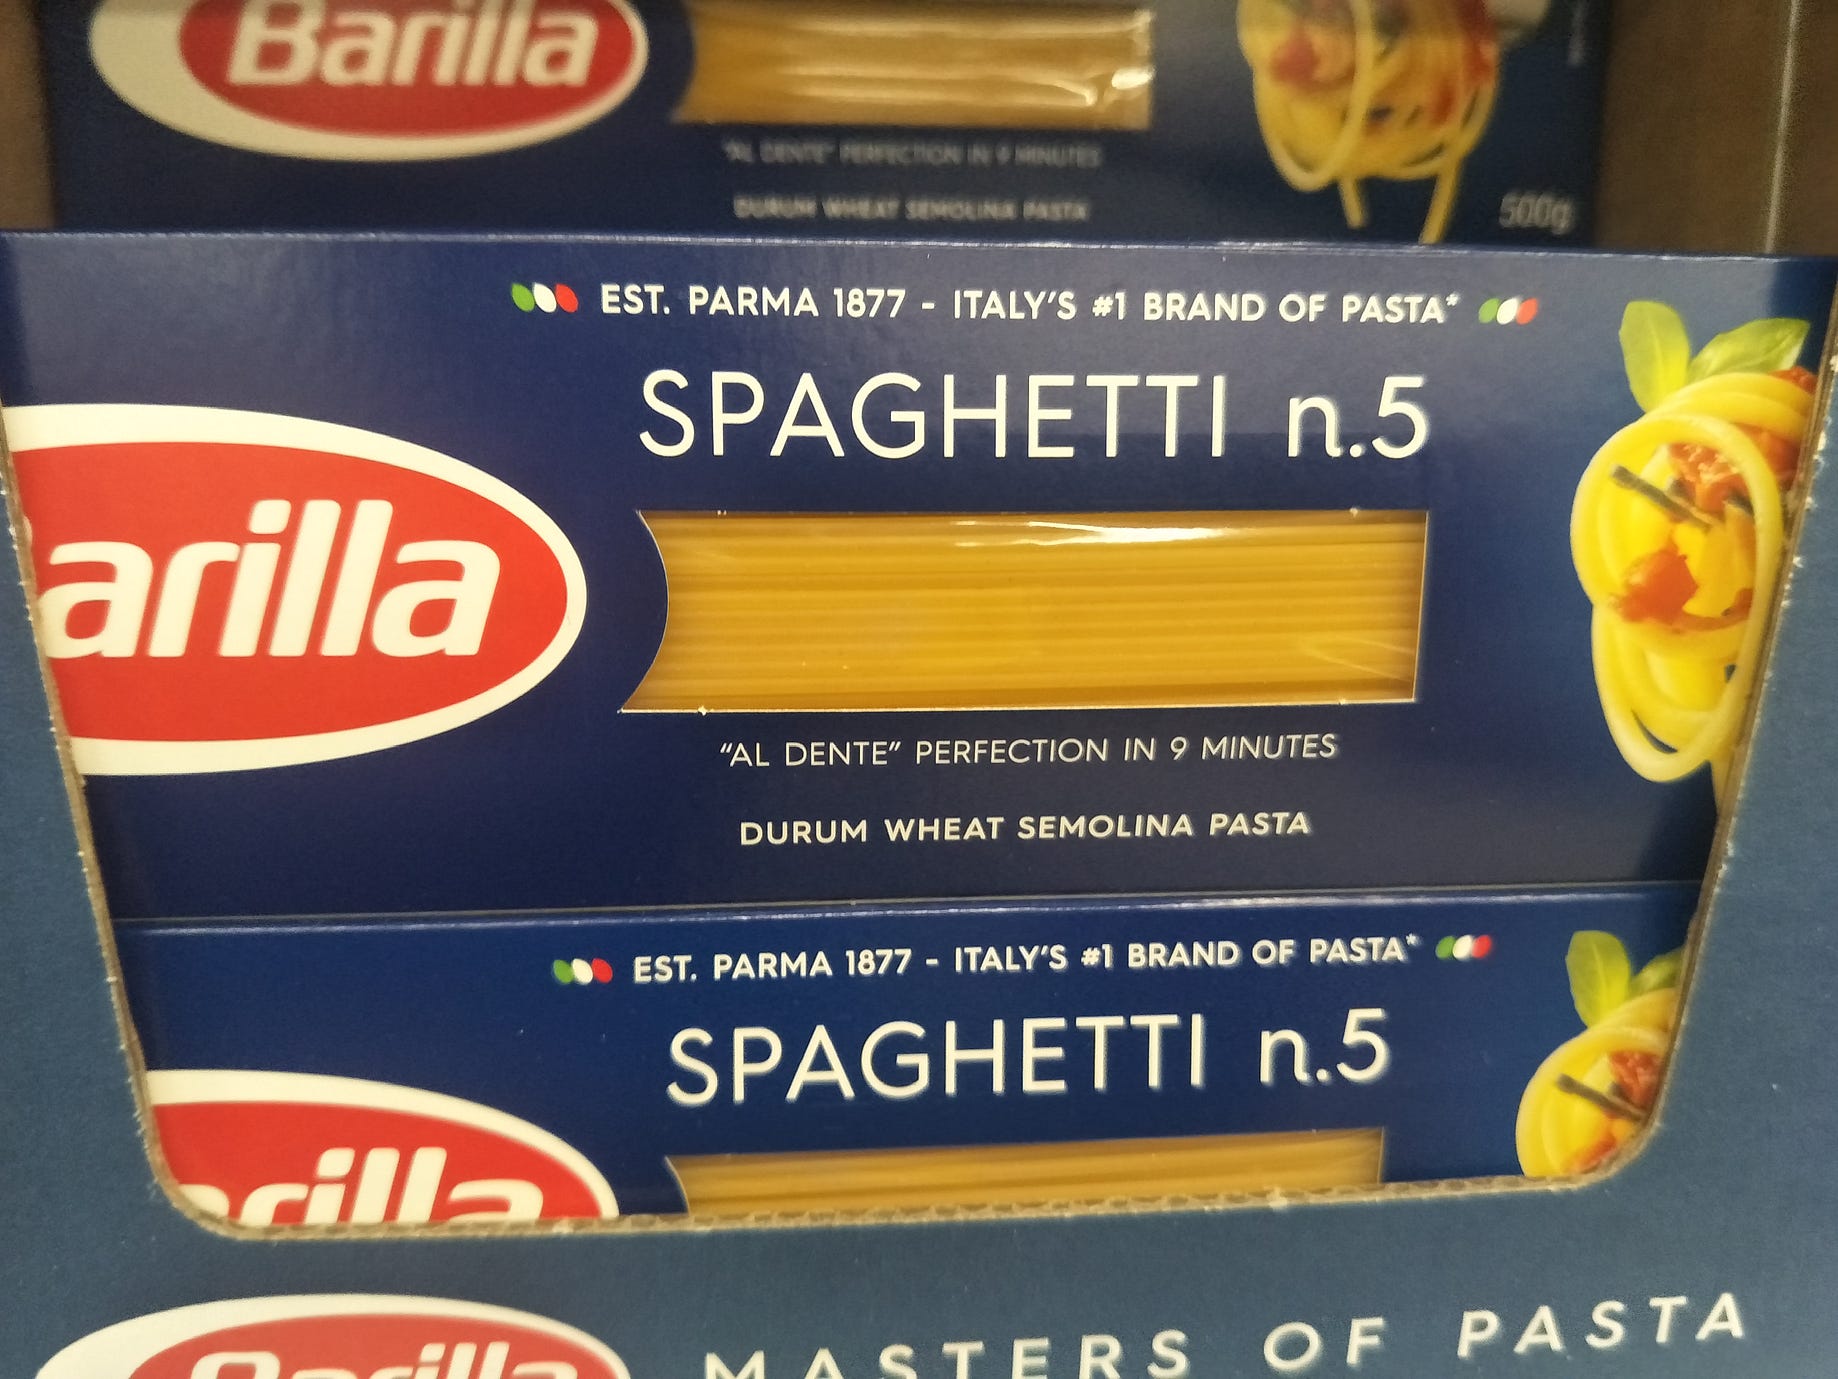 Barilla
"AL DENTE" PERFECTION IN 9 MINUTES
DURUM WHEAT SEMOLINA PASTA
500g
EST. PARMA 1877 - ITALY'S #1 BRAND OF PASTA*
SPAGHETTI n.5
arilla
"AL DENTE" PERFECTION IN 9 MINUTES
DURUM WHEAT SEMOLINA PASTA
EST. PARMA 1877 - ITALY'S #1 BRAND OF PASTA*
SPAGHETTI n.5
arilla
Barilla
MASTERS OF PASTA